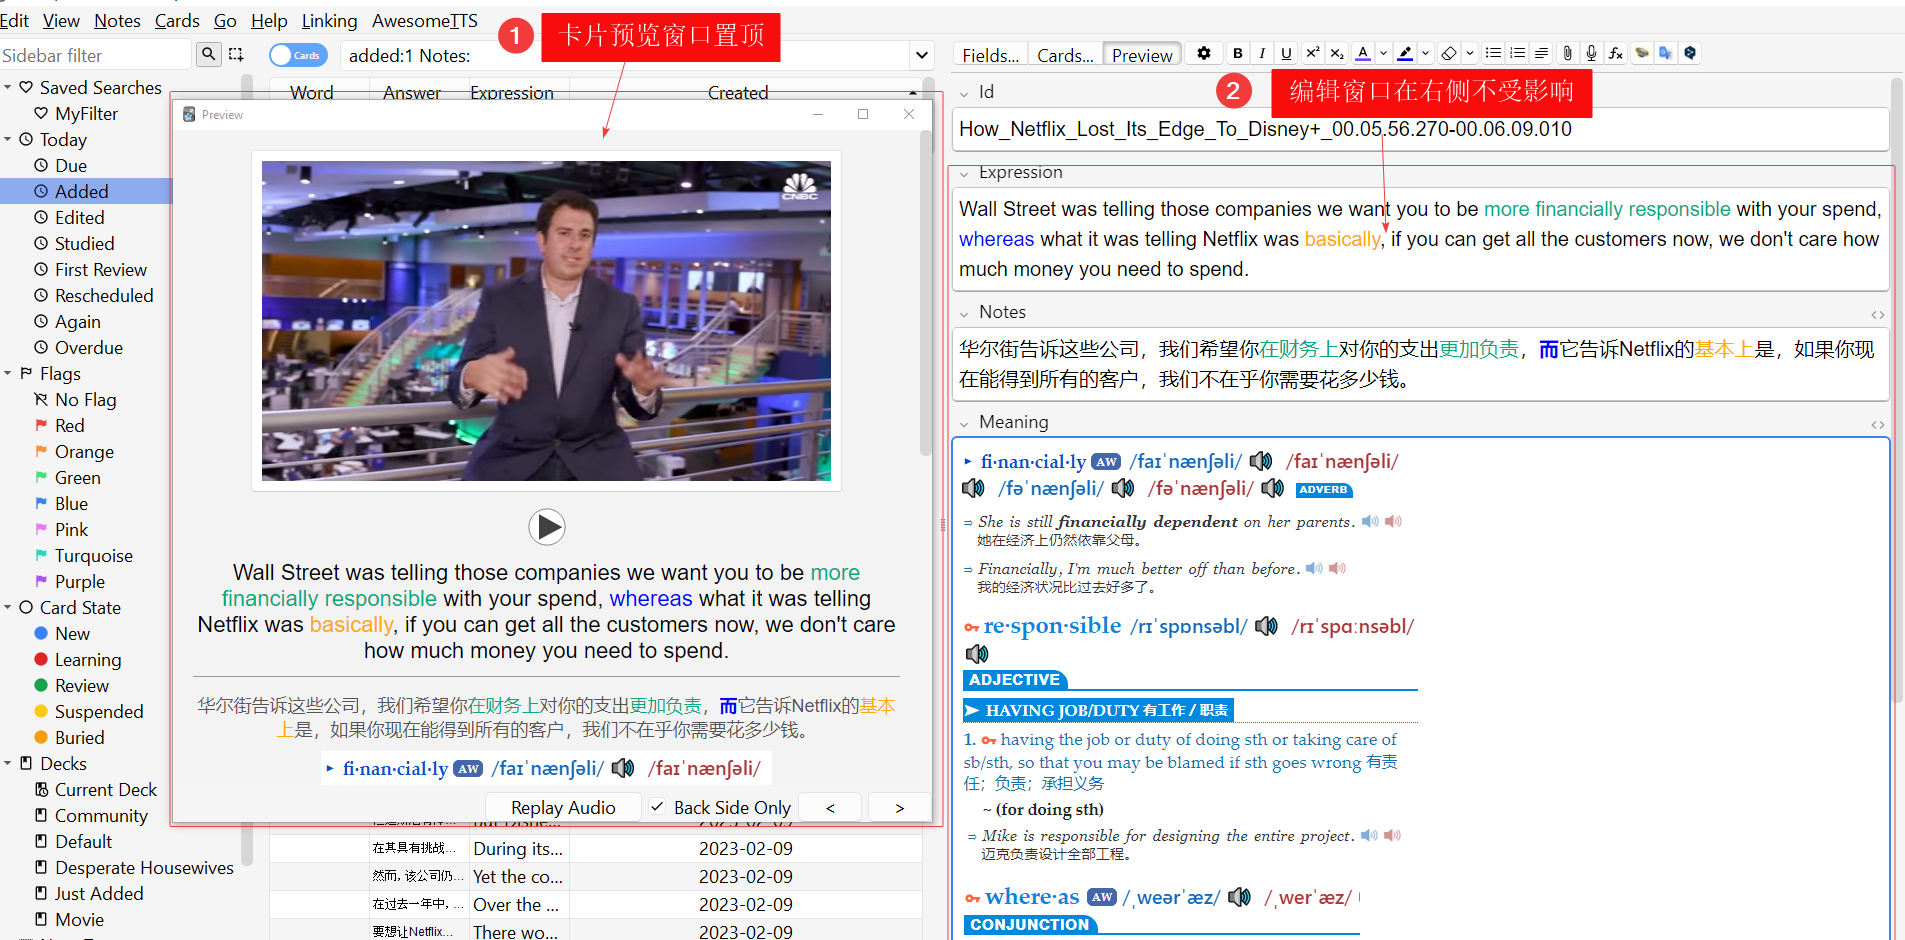 Edit View Notes Cards Go Help Linking AwesomeTTS
1 卡片预览窗口置顶
Sidebar filter
Cards
added:1 Notes:
Fields... Cards... Preview
B I U X² X₂ A
2 编辑窗口在右侧不受影响
Saved Searches
MyFilter
Today
Due
Added
Edited
Studied
First Review
Rescheduled
Again
Overdue
Flags
No Flag
Red
Orange
Green
Blue
Pink
Turquoise
Purple
Card State
New
Learning
Review
Suspended
Buried
Decks
Current Deck
Community
Default
Desperate Housewives
Just Added
Movie
Word Answer Expression Created
Preview
CNBC
Wall Street was telling those companies we want you to be more
financially responsible with your spend, whereas what it was telling
Netflix was basically, if you can get all the customers now, we don't care
how much money you need to spend.
华尔街告诉这些公司，我们希望你在财务上对你的支出更加负责，而它告诉Netflix的基本
上是，如果你现在能得到所有的客户，我们不在乎你需要花多少钱。
fi·nan·cial·ly AW /faɪˈnænʃəli/ /faɪˈnænʃəli/
Replay Audio Back Side Only < >
在其具有挑战... During its... 2023-02-09
然而，该公司仍... Yet the co... 2023-02-09
在过去一年中，... Over the ... 2023-02-09
要想让Netflix... There wo... 2023-02-09
Id
How_Netflix_Lost_Its_Edge_To_Disney+_00.05.56.270-00.06.09.010
Expression
Wall Street was telling those companies we want you to be more financially responsible with your spend,
whereas what it was telling Netflix was basically, if you can get all the customers now, we don't care how
much money you need to spend.
Notes
华尔街告诉这些公司，我们希望你在财务上对你的支出更加负责，而它告诉Netflix的基本上是，如果你现
在能得到所有的客户，我们不在乎你需要花多少钱。
Meaning
fi·nan·cial·ly AW /faɪˈnænʃəli/ /faɪˈnænʃəli/
/fəˈnænʃəli/ /fəˈnænʃəli/ ADVERB
⇒ She is still financially dependent on her parents.
她在经济上仍然依靠父母。
⇒ Financially, I'm much better off than before.
我的经济状况比过去好多了。
re·spon·sible /rɪˈspɒnsəbl/ /rɪˈspɑːnsəbl/
ADJECTIVE
HAVING JOB/DUTY 有工作 / 职责
1. having the job or duty of doing sth or taking care of
sb/sth, so that you may be blamed if sth goes wrong 有责
任；负责；承担义务
~ (for doing sth)
⇒ Mike is responsible for designing the entire project.
迈克负责设计全部工程。
where·as AW /ˌweərˈæz/ /ˌwerˈæz/
CONJUNCTION